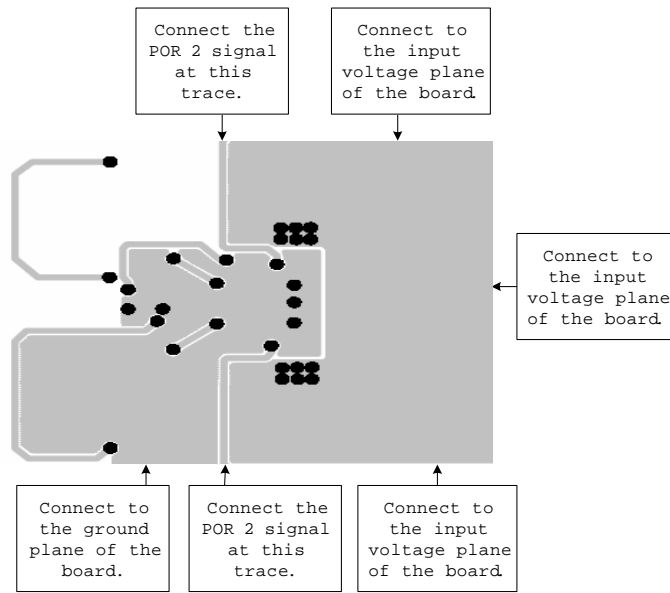 Connect the
POR 2 signal
at this
trace.
Connect to
the input
voltage plane
of the board.
Connect to
the input
voltage plane
of the board.
Connect to
the ground
plane of the
board.
Connect the
POR 2 signal
at this
trace.
Connect to
the input
voltage plane
of the board.